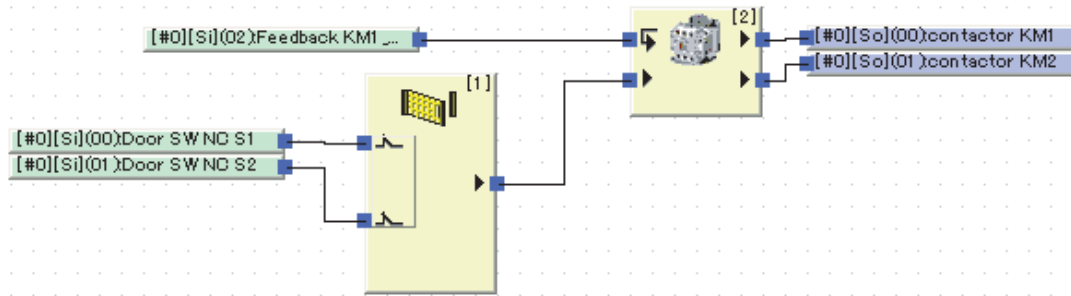 [#0][Si](02):Feedback KM1_...
[2]
[#0][So](00):contactor KM1
[#0][So](01):contactor KM2
[1]
[#0][Si](00):Door SW NC S1
[#0][Si](01):Door SW NC S2